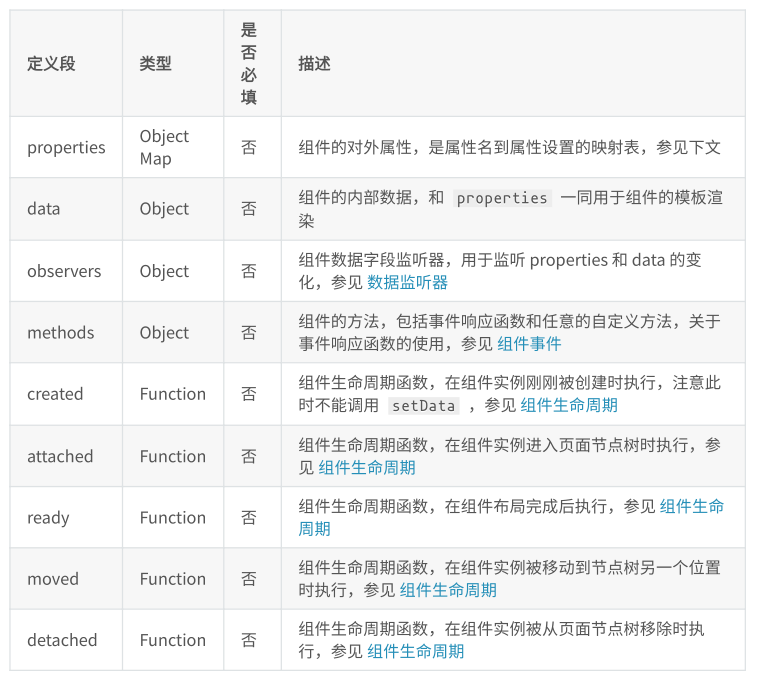 定义段 类型 是否必填 描述
properties Object Map 否 组件的对外属性，是属性名到属性设置的映射表，参见下文
data Object 否 组件的内部数据，和 properties 一同用于组件的模板渲
染
observers Object 否 组件数据字段监听器，用于监听 properties 和 data 的变
化，参见 数据监听器
methods Object 否 组件的方法，包括事件响应函数和任意的自定义方法，关于
事件响应函数的使用，参见 组件事件
created Function 否 组件生命周期函数，在组件实例刚刚被创建时执行，注意此
时不能调用 setData ，参见 组件生命周期
attached Function 否 组件生命周期函数，在组件实例进入页面节点树时执行，参
见 组件生命周期
ready Function 否 组件生命周期函数，在组件布局完成后执行，参见 组件生命
周期
moved Function 否 组件生命周期函数，在组件实例被移动到节点树另一个位置
时执行，参见 组件生命周期
detached Function 否 组件生命周期函数，在组件实例被从页面节点树移除时执
行，参见 组件生命周期